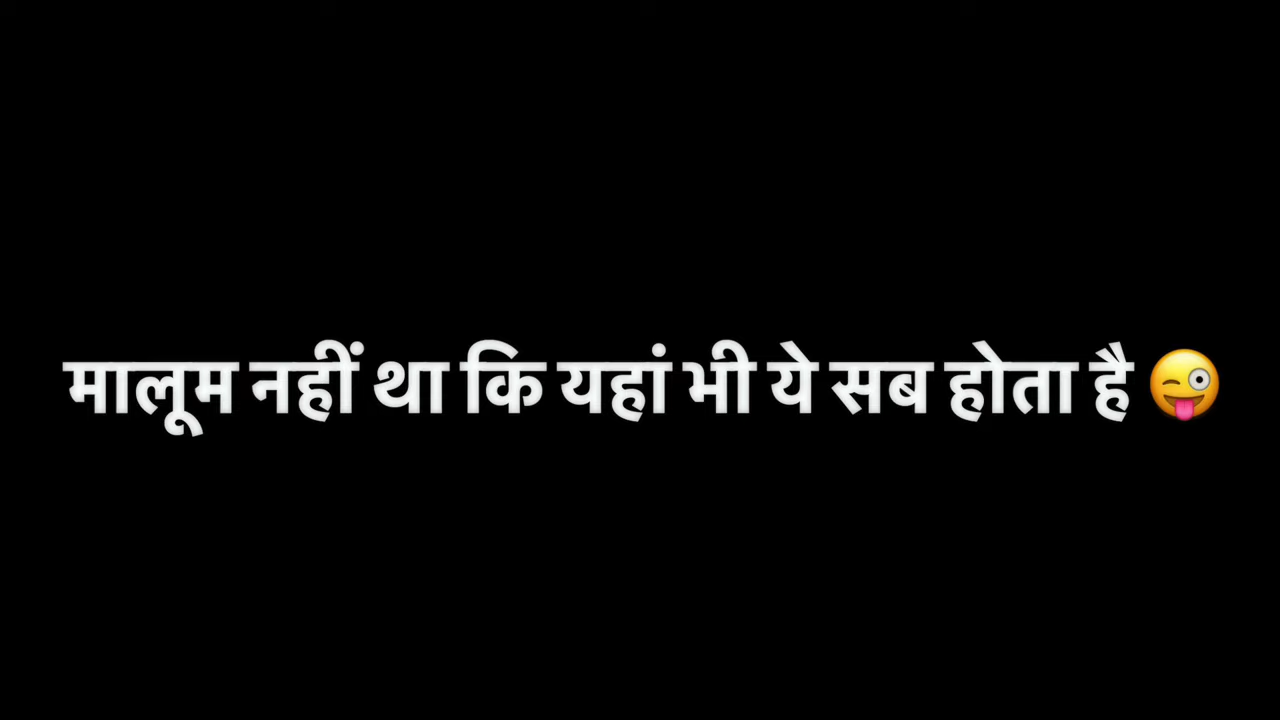 मालूम नहीं था कि यहां भी ये सब होता है 😜